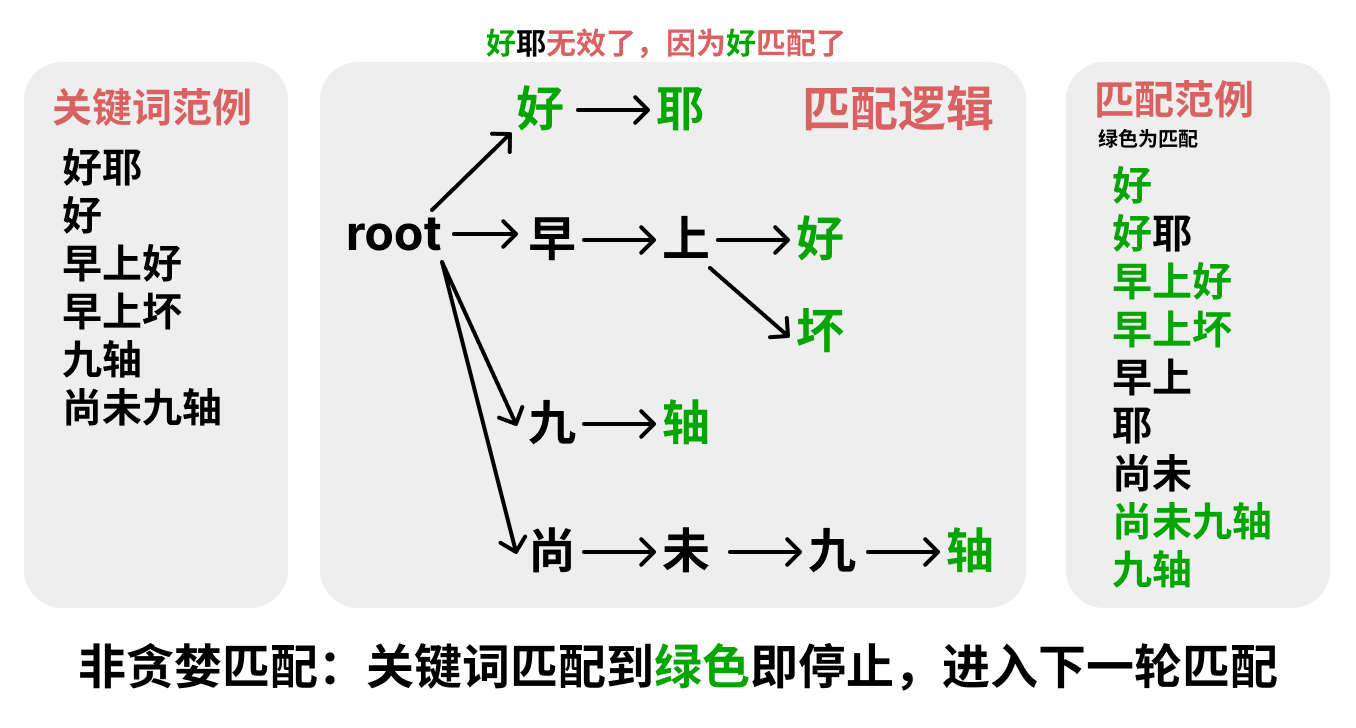 好耶无效了，因为好匹配了
关键词范例
好耶
好
早上好
早上坏
九轴
尚未九轴
匹配逻辑
好 耶
root 早 上 好
坏
九 轴
尚 未 九 轴
匹配范例
绿色为匹配
好
好耶
早上好
早上坏
早上
耶
尚未
尚未九轴
九轴
非贪婪匹配：关键词匹配到绿色即停止，进入下一轮匹配